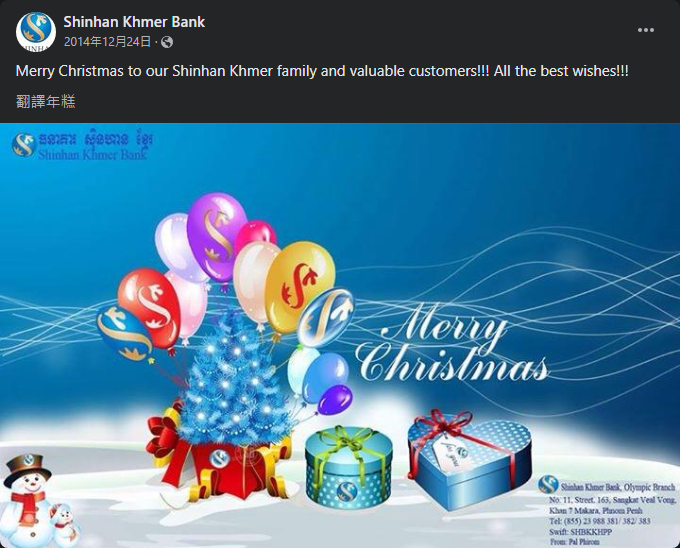 Shinhan Khmer Bank
2014年12月24日 ·
Merry Christmas to our Shinhan Khmer family and valuable customers!!! All the best wishes!!!
翻譯年糕
ធនាគារ ស៊ិនហាន ខ្មែរ
Shinhan Khmer Bank
Merry
Christmas
for you
Shinhan Khmer Bank, Olympic Branch
No: 11, Street. 163, Sangkat Veal Vong,
Khan 7 Makara, Phnom Penh
Tel: (855) 23 988 381/ 382/ 383
Swift: SHBKKHPP
From: Pal Phirom